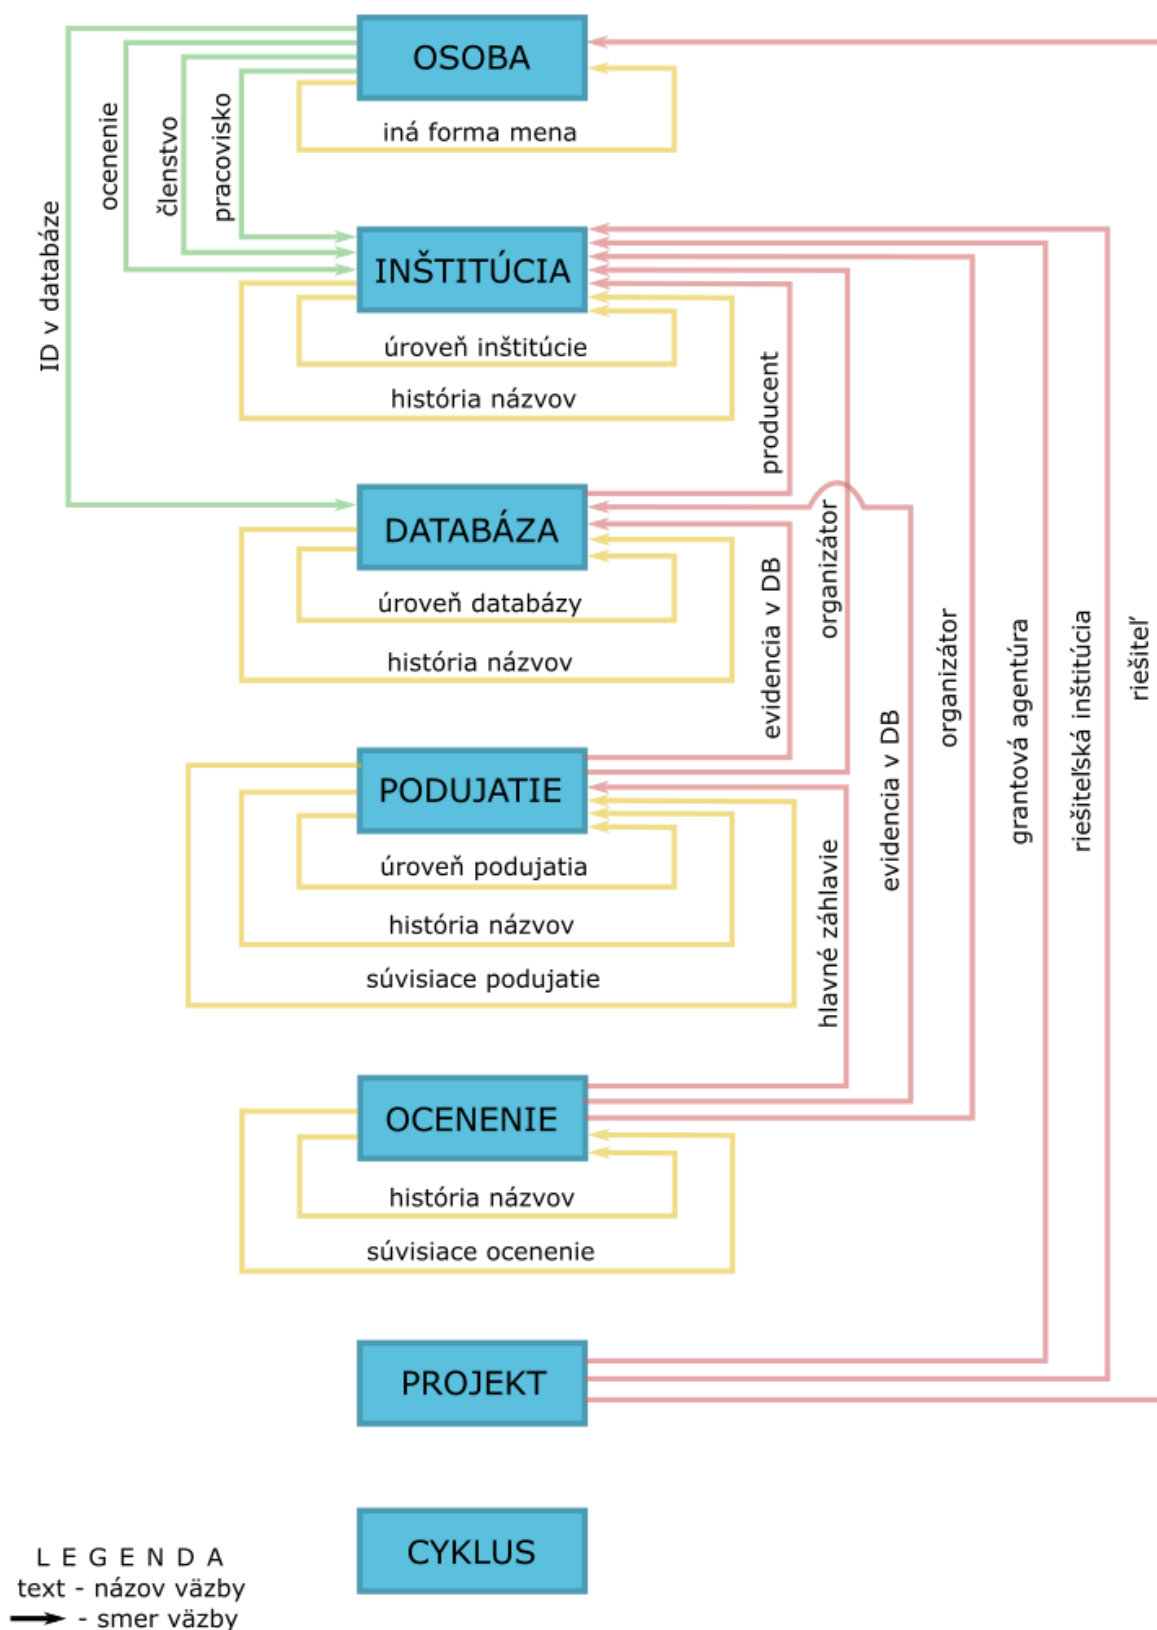 OSOBA
iná forma mena
ocenenie
členstvo
pracovisko
ID v databáze
INŠTITÚCIA
úroveň inštitúcie
história názvov
producent
DATABÁZA
úroveň databázy
história názvov
evidencia v DB
organizátor
evidencia v DB
organizátor
grantová agentúra
riešiteľská inštitúcia
riešiteľ
PODUJATIE
úroveň podujatia
história názvov
súvisiace podujatie
hlavné záhlavie
OCENENIE
história názvov
súvisiace ocenenie
PROJEKT
CYKLUS
LEGENDA
text - názov väzby
- smer väzby